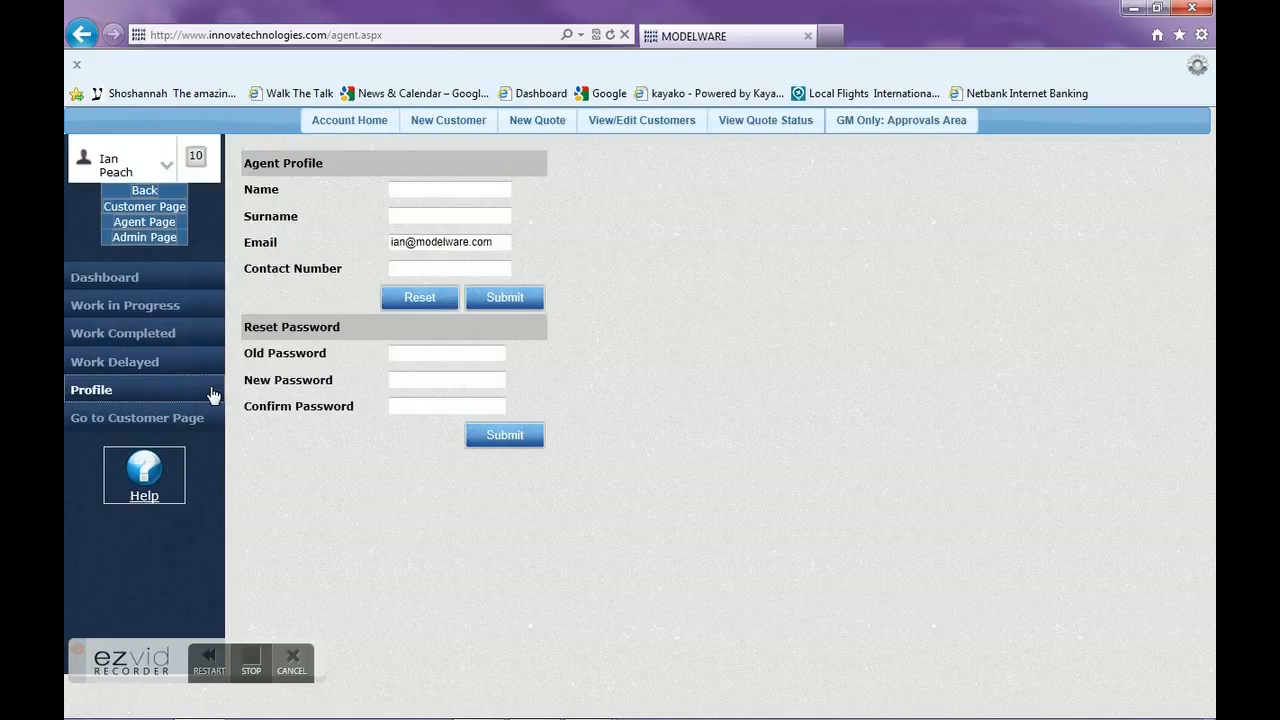 http://www.innovatechnologies.com/agent.aspx
MODELWARE
Shoshannah The amazin...
Walk The Talk
News & Calendar – Googl...
Dashboard
Google
kayako - Powered by Kaya...
Local Flights Internationa...
Netbank Internet Banking
Account Home
New Customer
New Quote
View/Edit Customers
View Quote Status
GM Only: Approvals Area
Ian
Peach
10
Back
Customer Page
Agent Page
Admin Page
Dashboard
Work in Progress
Work Completed
Work Delayed
Profile
Go to Customer Page
Help
Agent Profile
Name
Surname
Email ian@modelware.com
Contact Number
Reset Submit
Reset Password
Old Password
New Password
Confirm Password
Submit
ezvid
RECORDER
RESTART STOP CANCEL